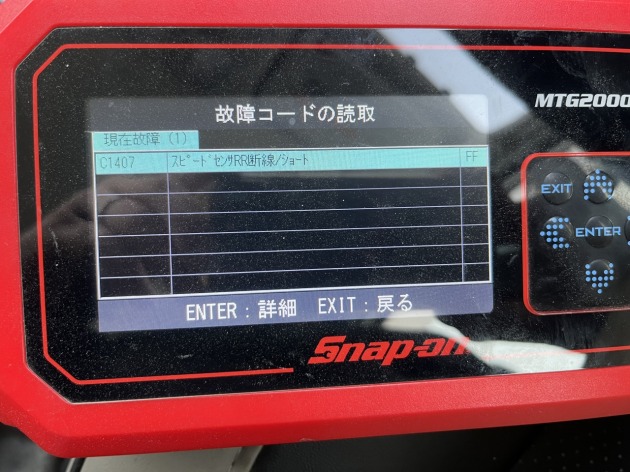 MTG2000
故障コードの読取
現在故障 (1)
C1407 ｽﾋﾟｰﾄﾞｾﾝｻRR断線/ｼｮｰﾄ FF
EXIT
ENTER
ENTER : 詳細 EXIT : 戻る
Snap-on